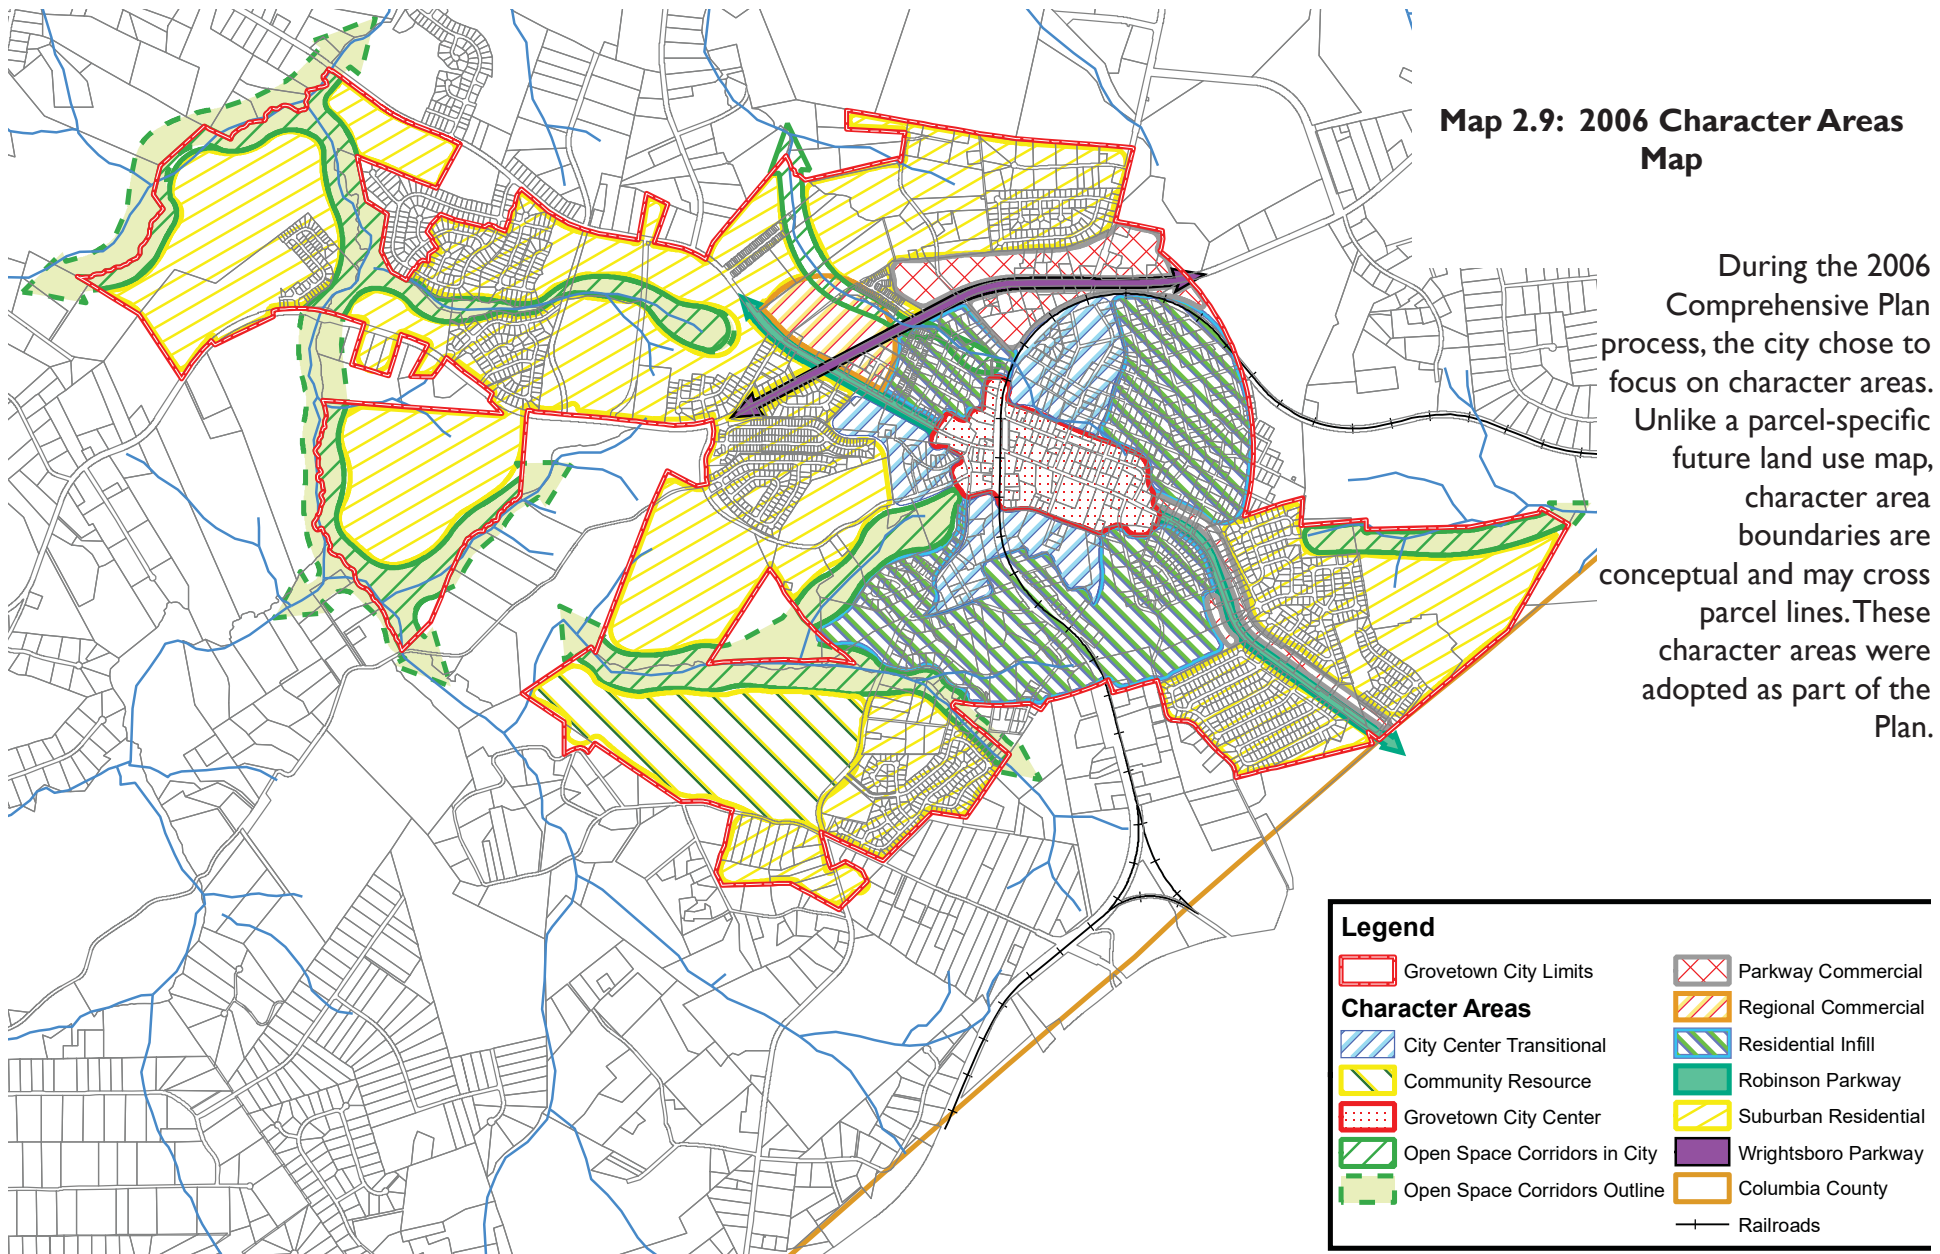 Map 2.9: 2006 Character Areas
Map
During the 2006
Comprehensive Plan
process, the city chose to
focus on character areas.
Unlike a parcel-specific
future land use map,
character area
boundaries are
conceptual and may cross
parcel lines. These
character areas were
adopted as part of the
Plan.
Legend
Grovetown City Limits
Character Areas
City Center Transitional
Community Resource
Grovetown City Center
Open Space Corridors in City
Open Space Corridors Outline
Parkway Commercial
Regional Commercial
Residential Infill
Robinson Parkway
Suburban Residential
Wrightsboro Parkway
Columbia County
Railroads